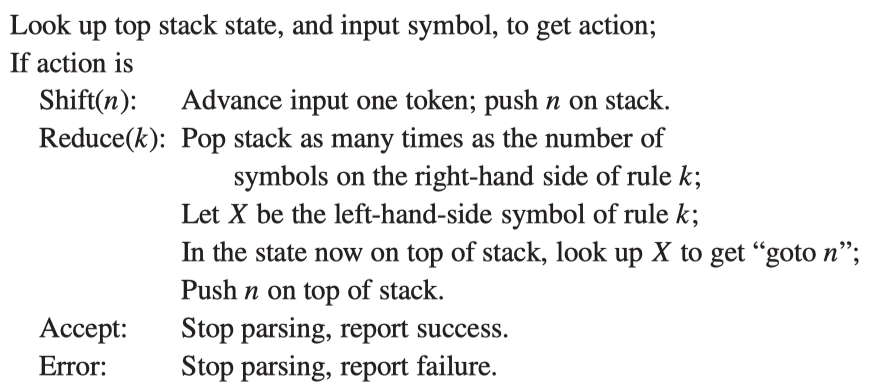 Look up top stack state, and input symbol, to get action;
If action is
Shift(n): Advance input one token; push n on stack.
Reduce(k): Pop stack as many times as the number of
symbols on the right-hand side of rule k;
Let X be the left-hand-side symbol of rule k;
In the state now on top of stack, look up X to get “goto n”;
Push n on top of stack.
Accept: Stop parsing, report success.
Error: Stop parsing, report failure.